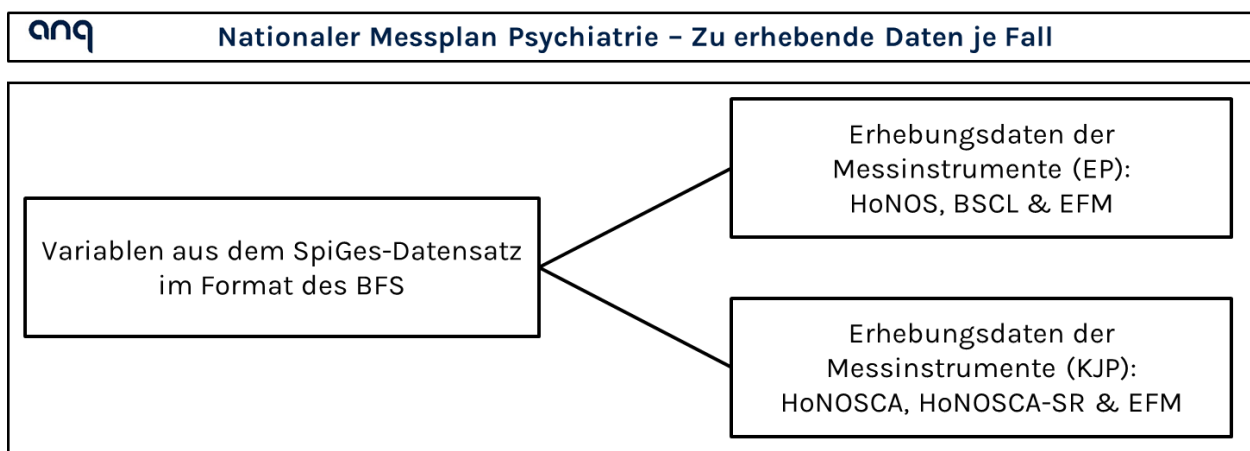 anq
Nationaler Messplan Psychiatrie – Zu erhebende Daten je Fall
Variablen aus dem SpiGes-Datensatz
im Format des BFS
Erhebungsdaten der
Messinstrumente (EP):
HoNOS, BSCL & EFM
Erhebungsdaten der
Messinstrumente (KJP):
HoNOSCA, HoNOSCA-SR & EFM